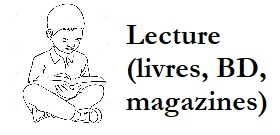 Lecture
(livres, BD,
magazines)